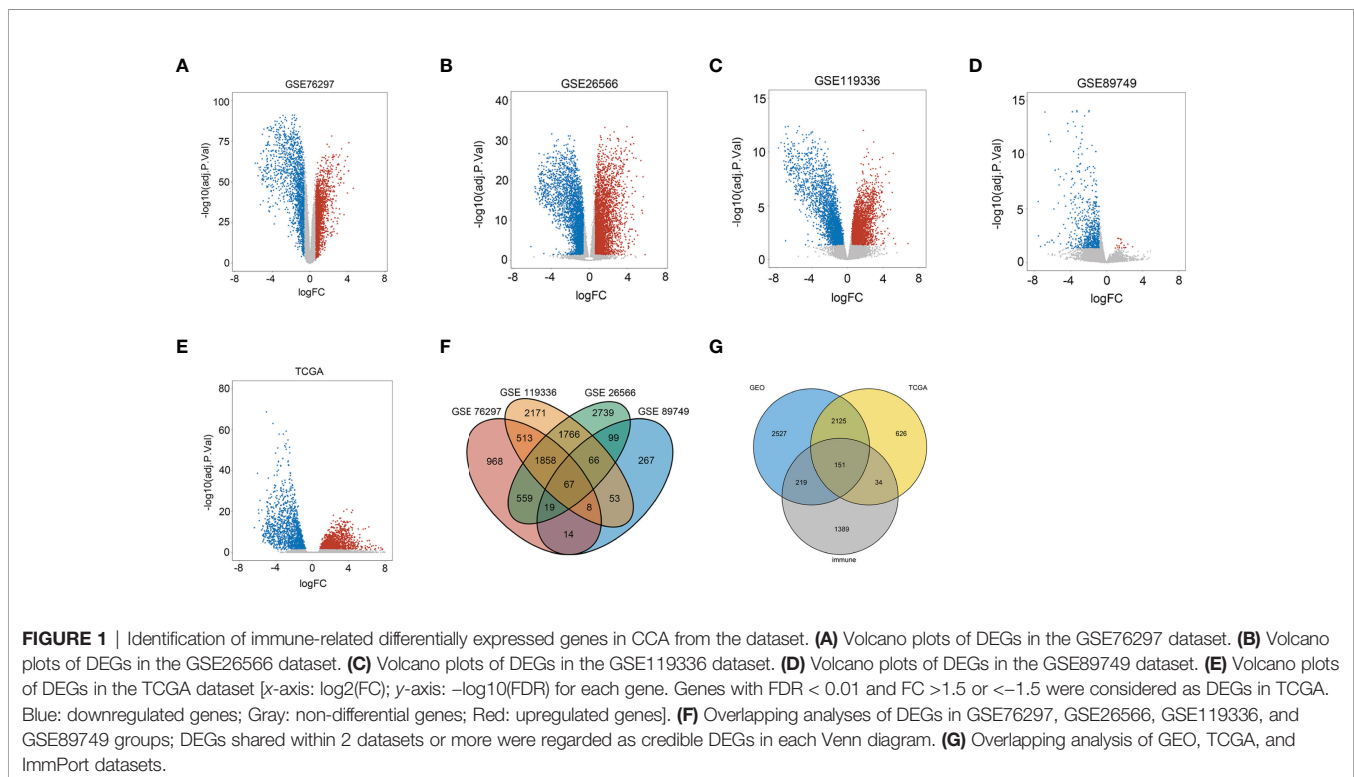 A
GSE76297
100
75
50
25
0
-log10(adj.P.Val)
-8
-4
0
4
8
logFC
B
GSE26566
40
30
20
10
0
-log10(adj.P.Val)
-8
-4
0
4
8
logFC
C
GSE119336
15
10
5
0
-log10(adj.P.Val)
-8
-4
0
4
8
logFC
D
GSE89749
15
10
5
0
-log10(adj.P.Val)
-8
-4
0
4
8
logFC
E
TCGA
80
60
40
20
0
-log10(adj.P.Val)
-8
-4
0
4
8
logFC
F
GSE 119336
GSE 26566
GSE 76297
GSE 89749
2171
2739
513
1766
99
968
1858
66
267
67
559
19
8
53
14
G
GEO
TCGA
2527
2125
626
151
219
34
1389
immune
FIGURE 1 | Identification of immune-related differentially expressed genes in CCA from the dataset. (A) Volcano plots of DEGs in the GSE76297 dataset. (B) Volcano
plots of DEGs in the GSE26566 dataset. (C) Volcano plots of DEGs in the GSE119336 dataset. (D) Volcano plots of DEGs in the GSE89749 dataset. (E) Volcano plots
of DEGs in the TCGA dataset [x-axis: log2(FC); y-axis: −log10(FDR) for each gene. Genes with FDR < 0.01 and FC >1.5 or <−1.5 were considered as DEGs in TCGA.
Blue: downregulated genes; Gray: non-differential genes; Red: upregulated genes]. (F) Overlapping analyses of DEGs in GSE76297, GSE26566, GSE119336, and
GSE89749 groups; DEGs shared within 2 datasets or more were regarded as credible DEGs in each Venn diagram. (G) Overlapping analysis of GEO, TCGA, and
ImmPort datasets.